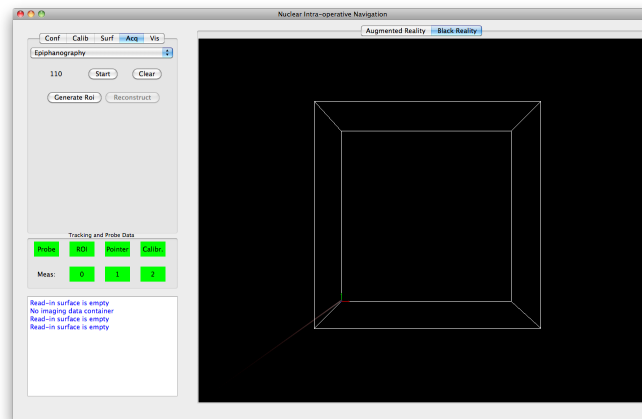 Nuclear Intra-operative Navigation
Conf Calib Surf Acq Vis
Augmented Reality Black Reality
Epiphanography
110 Start Clear
Generate Roi Reconstruct
Tracking and Probe Data
Probe ROI Pointer Calibr.
Meas: 0 1 2
Read-in surface is empty
No imaging data container
Read-in surface is empty
Read-in surface is empty